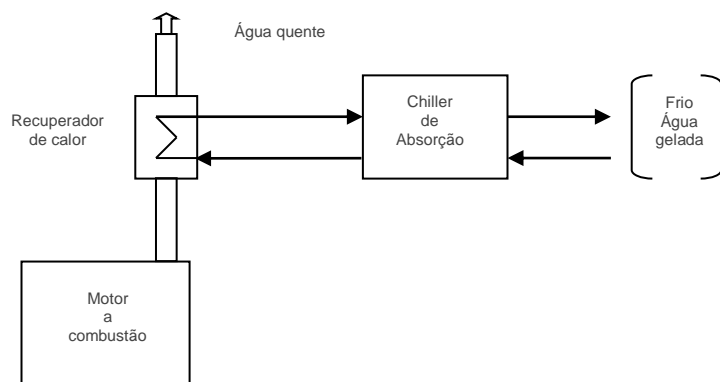 Água quente
Recuperador
de calor
Chiller
de
Absorção
Frio
Água
gelada
Motor
a
combustão